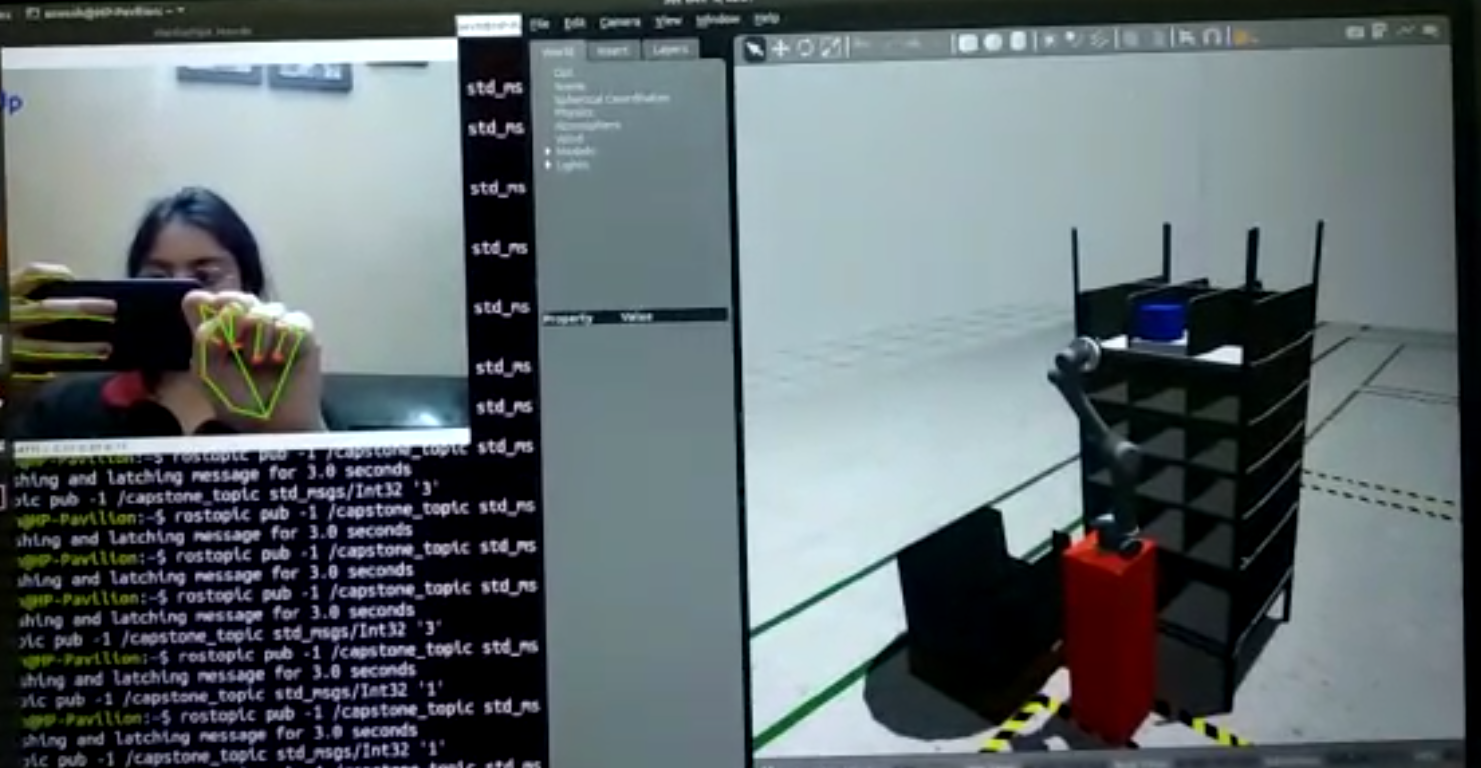 File Edit Camera View Window Help
World Insert Layers
GUI
Scene
Spherical Coordinates
Physics
Atmosphere
Wind
Models
Lights
Property Value
std_ms
std_ms
std_ms
std_ms
std_ms
std_ms
std_ms
@HP-Pavilion:~$ rostopic pub -1 /capstone_topic std_ms
shing and latching message for 3.0 seconds
pic pub -1 /capstone_topic std_msgs/Int32 '3'
@HP-Pavilion:~$ rostopic pub -1 /capstone_topic std_ms
shing and latching message for 3.0 seconds
@HP-Pavilion:~$ rostopic pub -1 /capstone_topic std_ms
shing and latching message for 3.0 seconds
@HP-Pavilion:~$ rostopic pub -1 /capstone_topic std_ms
shing and latching message for 3.0 seconds
pic pub -1 /capstone_topic std_msgs/Int32 '3'
@HP-Pavilion:~$ rostopic pub -1 /capstone_topic std_ms
shing and latching message for 3.0 seconds
pic pub -1 /capstone_topic std_msgs/Int32 '1'
@HP-Pavilion:~$ rostopic pub -1 /capstone_topic std_ms
shing and latching message for 3.0 seconds
pic pub -1 /capstone_topic std_msgs/Int32 '1'